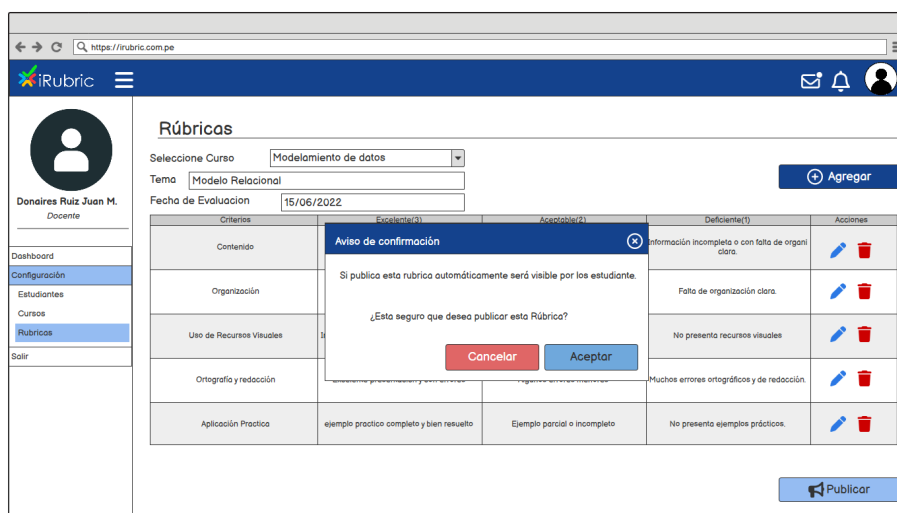 https://irubric.com.pe
iRubric
Donaires Ruiz Juan M.
Docente
Dashboard
Configuración
Estudiantes
Cursos
Rubricas
Salir
Rúbricas
Seleccione Curso Modelamiento de datos
Tema Modelo Relacional
Fecha de Evaluacion 15/06/2022
Agregar
Criterios Excelente(3) Aceptable(2) Deficiente(1) Acciones
Contenido Información incompleta o con falta de organi
clara.
Organización Falta de organización clara.
Uso de Recursos Visuales No presenta recursos visuales
Ortografía y redacción Muchos errores ortográficos y de redacción.
Aplicación Practica ejemplo practico completo y bien resuelto Ejemplo parcial o incompleto No presenta ejemplos prácticos.
Aviso de confirmación
Si publica esta rubrica automáticamente será visible por los estudiante.
¿Esta seguro que desea publicar esta Rúbrica?
Cancelar Aceptar
Publicar